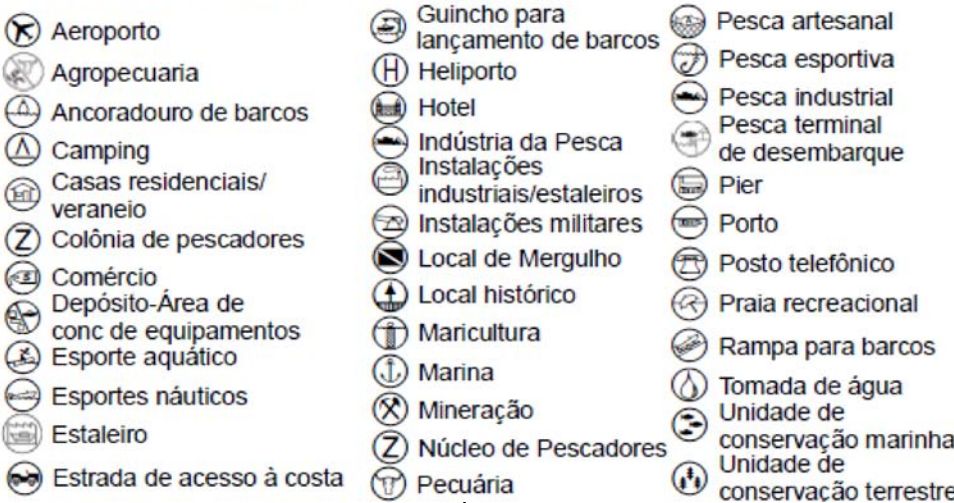 Aeroporto
Agropecuaria
Ancoradouro de barcos
Camping
Casas residenciais/
veraneio
Z Colônia de pescadores
Comércio
Depósito-Área de
conc de equipamentos
Esporte aquático
Esportes náuticos
Estaleiro
Estrada de acesso à costa
Guincho para
lançamento de barcos
H Heliporto
Hotel
Indústria da Pesca
Instalações
industriais/estaleiros
Instalações militares
Local de Mergulho
Local histórico
Maricultura
Marina
Mineração
Z Núcleo de Pescadores
Pecuária
Pesca artesanal
Pesca esportiva
Pesca industrial
Pesca terminal
de desembarque
Pier
Porto
Posto telefônico
Praia recreacional
Rampa para barcos
Tomada de água
Unidade de
conservação marinha
Unidade de
conservação terrestre